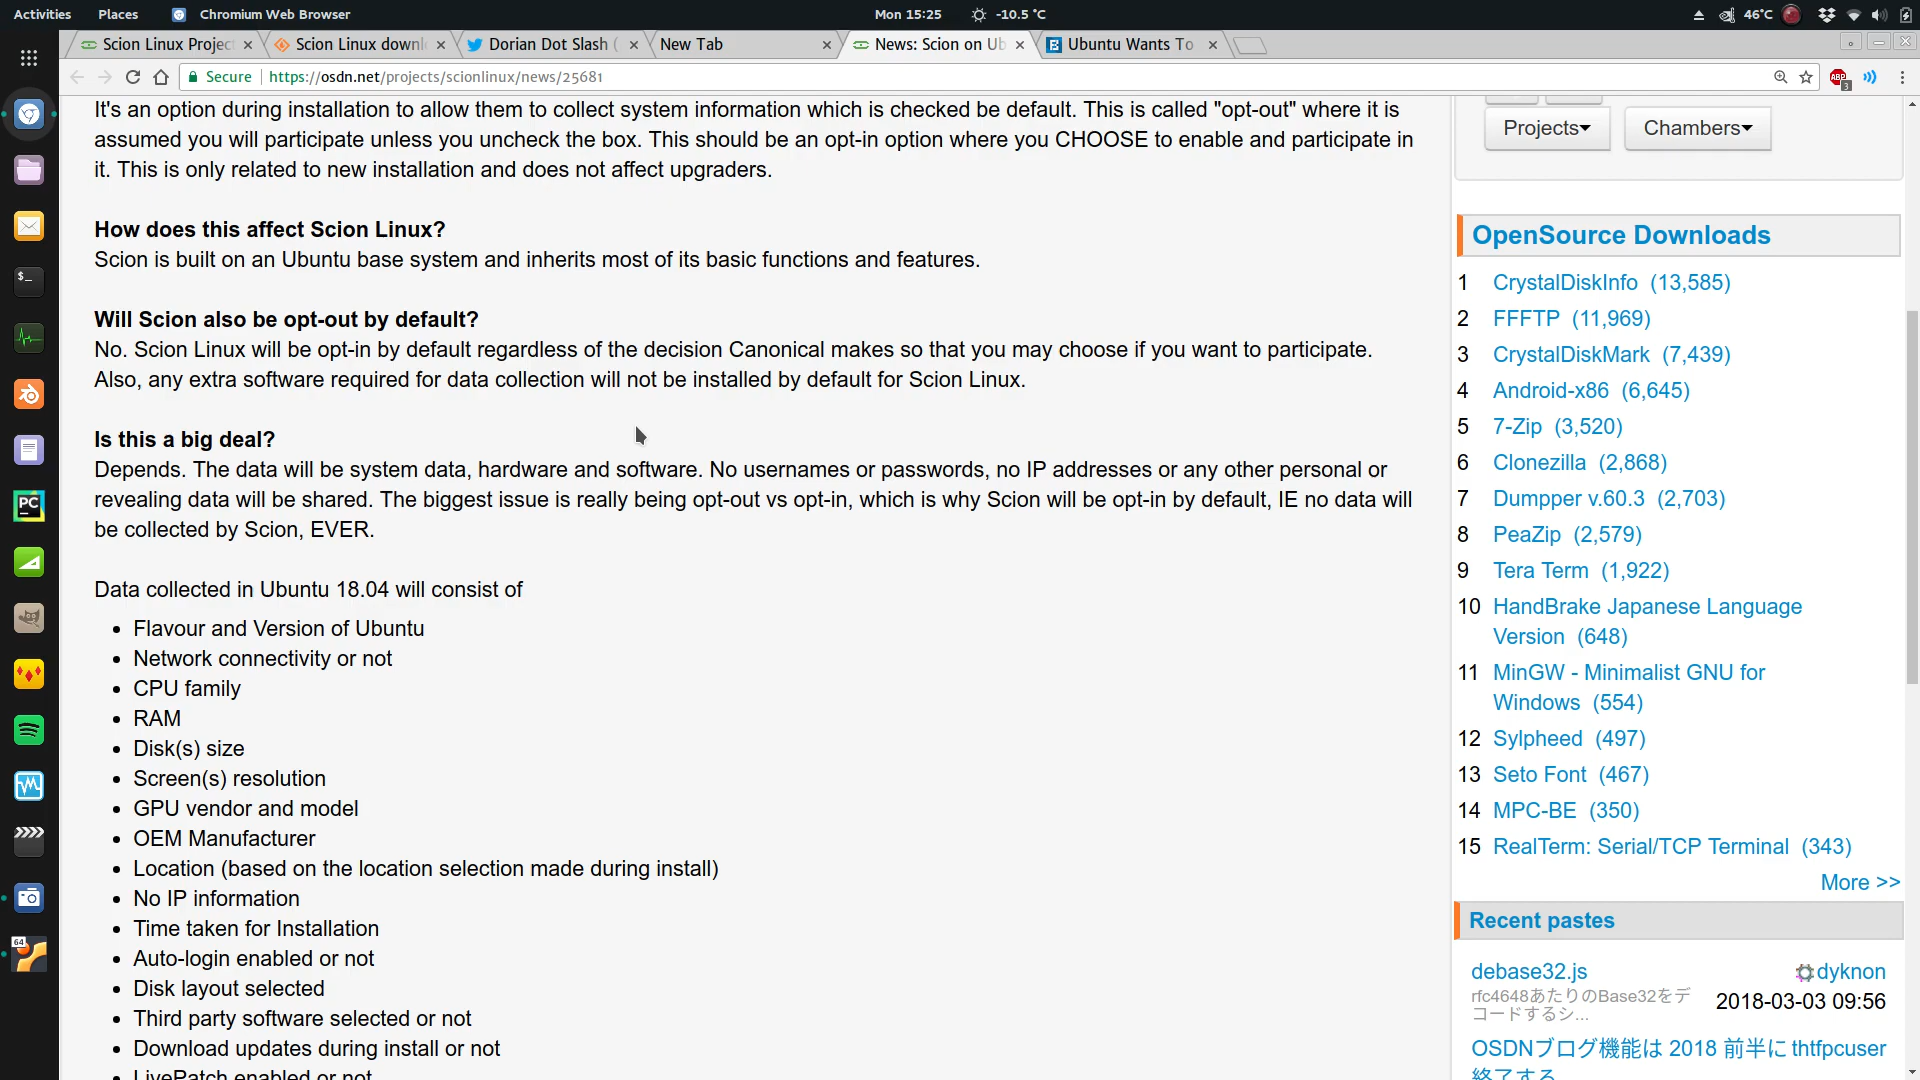 Activities Places Chromium Web Browser Mon 15:25 -10.5 °C 46°C
Scion Linux Projec Scion Linux downl Dorian Dot Slash ( New Tab News: Scion on Ub Ubuntu Wants To
Secure https://osdn.net/projects/scionlinux/news/25681 ABP 3
It's an option during installation to allow them to collect system information which is checked be default. This is called "opt-out" where it is
assumed you will participate unless you uncheck the box. This should be an opt-in option where you CHOOSE to enable and participate in
it. This is only related to new installation and does not affect upgraders.
How does this affect Scion Linux?
Scion is built on an Ubuntu base system and inherits most of its basic functions and features.
Will Scion also be opt-out by default?
No. Scion Linux will be opt-in by default regardless of the decision Canonical makes so that you may choose if you want to participate.
Also, any extra software required for data collection will not be installed by default for Scion Linux.
Is this a big deal?
Depends. The data will be system data, hardware and software. No usernames or passwords, no IP addresses or any other personal or
revealing data will be shared. The biggest issue is really being opt-out vs opt-in, which is why Scion will be opt-in by default, IE no data will
be collected by Scion, EVER.
Data collected in Ubuntu 18.04 will consist of
• Flavour and Version of Ubuntu
• Network connectivity or not
• CPU family
• RAM
• Disk(s) size
• Screen(s) resolution
• GPU vendor and model
• OEM Manufacturer
• Location (based on the location selection made during install)
• No IP information
• Time taken for Installation
• Auto-login enabled or not
• Disk layout selected
• Third party software selected or not
• Download updates during install or not
• LivePatch enabled or not
Projects▾ Chambers▾
OpenSource Downloads
1 CrystalDiskInfo (13,585)
2 FFFTP (11,969)
3 CrystalDiskMark (7,439)
4 Android-x86 (6,645)
5 7-Zip (3,520)
6 Clonezilla (2,868)
7 Dumpper v.60.3 (2,703)
8 PeaZip (2,579)
9 Tera Term (1,922)
10 HandBrake Japanese Language
Version (648)
11 MinGW - Minimalist GNU for
Windows (554)
12 Sylpheed (497)
13 Seto Font (467)
14 MPC-BE (350)
15 RealTerm: Serial/TCP Terminal (343)
More >>
Recent pastes
debase32.js dyknon
rfc4648あたりのBase32をデ
コードするシ... 2018-03-03 09:56
OSDNブログ機能は 2018 前半に thtfpcuser
終了する
$_
PC
64